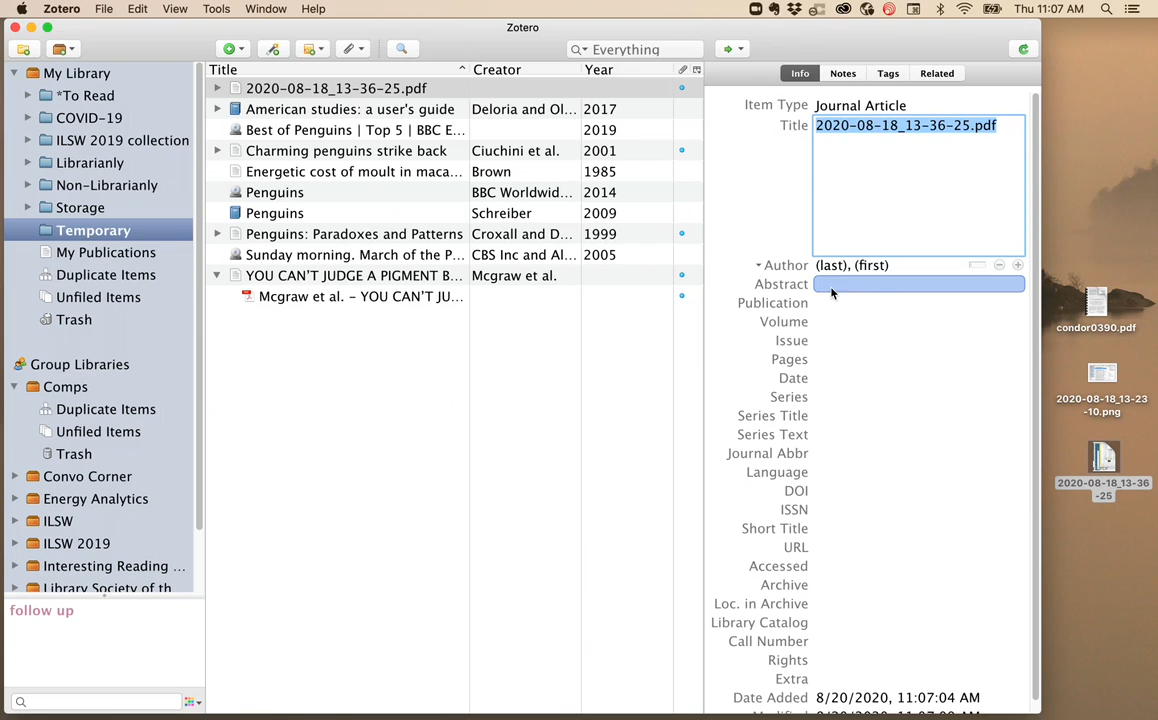 Zotero File Edit View Tools Window Help Thu 11:07 AM
Zotero
Everything
My Library
*To Read
COVID-19
ILSW 2019 collection
Librarianly
Non-Librarianly
Storage
Temporary
My Publications
Duplicate Items
Unfiled Items
Trash
Group Libraries
Comps
Duplicate Items
Unfiled Items
Trash
Convo Corner
Energy Analytics
ILSW
ILSW 2019
Interesting Reading ...
Library Society of th
follow up
Title Creator Year
2020-08-18_13-36-25.pdf
American studies: a user's guide Deloria and Ol... 2017
Best of Penguins | Top 5 | BBC E... 2019
Charming penguins strike back Ciuchini et al. 2001
Energetic cost of moult in maca... Brown 1985
Penguins BBC Worldwid... 2014
Penguins Schreiber 2009
Penguins: Paradoxes and Patterns Croxall and D... 1999
Sunday morning. March of the P... CBS Inc and Al... 2005
YOU CAN'T JUDGE A PIGMENT B... Mcgraw et al.
Mcgraw et al. - YOU CAN'T JU...
Info Notes Tags Related
Item Type Journal Article
Title 2020-08-18_13-36-25.pdf
Author (last), (first)
Abstract
Publication
Volume
Issue
Pages
Date
Series
Series Title
Series Text
Journal Abbr
Language
DOI
ISSN
Short Title
URL
Accessed
Archive
Loc. in Archive
Library Catalog
Call Number
Rights
Extra
Date Added 8/20/2020, 11:07:04 AM
condor0390.pdf
2020-08-18_13-23
-10.png
2020-08-18_13-36
-25